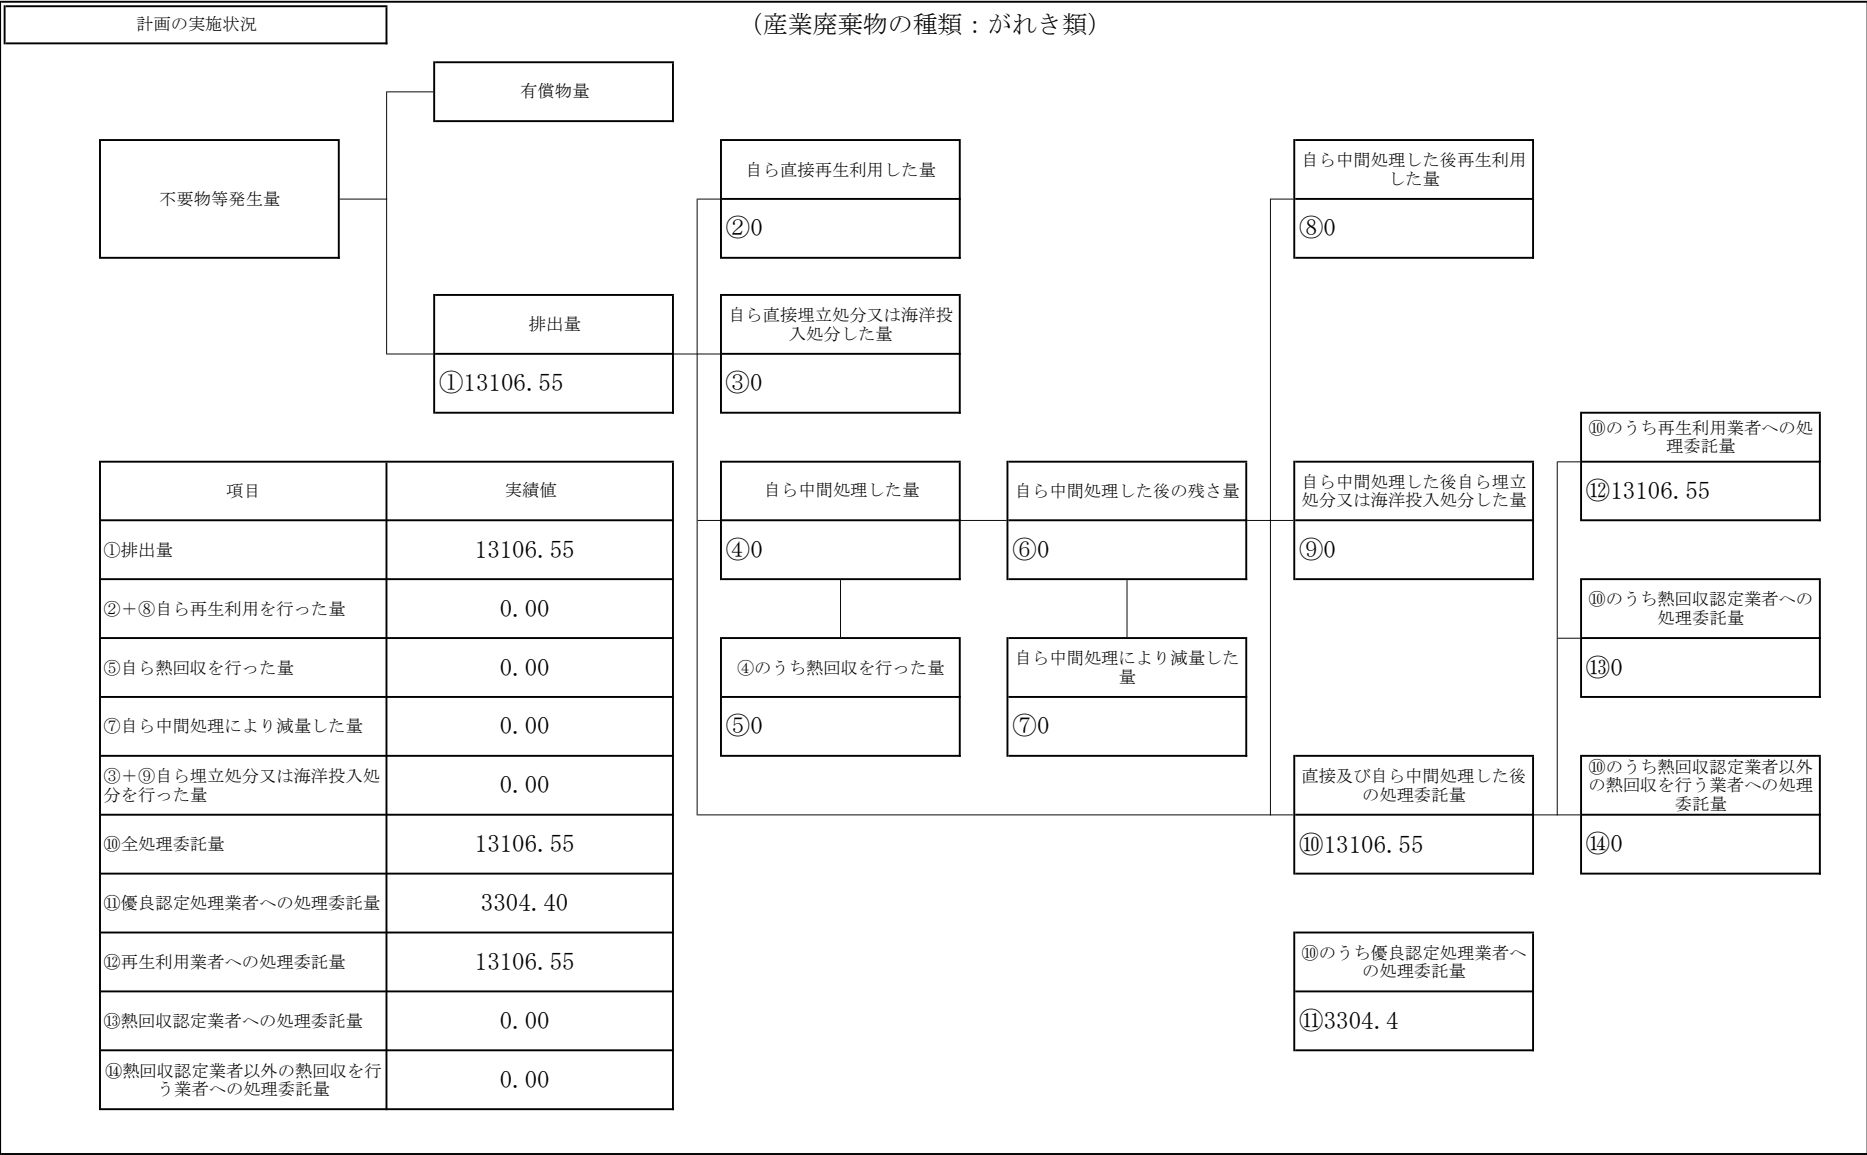 計画の実施状況
（産業廃棄物の種類：がれき類）
有償物量
不要物等発生量
自ら直接再生利用した量
②0
自ら中間処理した後再生利用
した量
⑧0
排出量
①13106.55
自ら直接埋立処分又は海洋投
入処分した量
③0
⑩のうち再生利用業者への処
理委託量
⑫13106.55
自ら中間処理した量
④0
自ら中間処理した後の残さ量
⑥0
自ら中間処理した後自ら埋立
処分又は海洋投入処分した量
⑨0
⑩のうち熱回収認定業者への
処理委託量
⑬0
④のうち熱回収を行った量
⑤0
自ら中間処理により減量した
量
⑦0
直接及び自ら中間処理した後
の処理委託量
⑩13106.55
⑩のうち熱回収認定業者以外
の熱回収を行う業者への処理
委託量
⑭0
⑩のうち優良認定処理業者へ
の処理委託量
⑪3304.4
項目 実績値
①排出量 13106.55
②＋⑧自ら再生利用を行った量 0.00
⑤自ら熱回収を行った量 0.00
⑦自ら中間処理により減量した量 0.00
③＋⑨自ら埋立処分又は海洋投入処
分を行った量 0.00
⑩全処理委託量 13106.55
⑪優良認定処理業者への処理委託量 3304.40
⑫再生利用業者への処理委託量 13106.55
⑬熱回収認定業者への処理委託量 0.00
⑭熱回収認定業者以外の熱回収を行
う業者への処理委託量 0.00